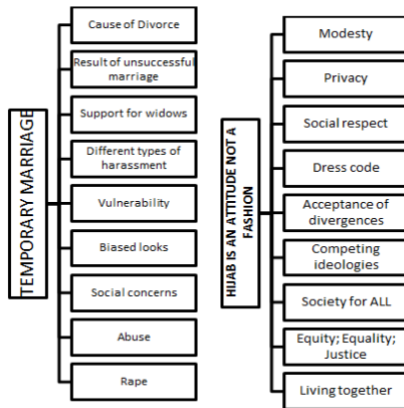 TEMPORARY MARRIAGE
Cause of Divorce
Result of unsuccessful
marriage
Support for widows
Different types of
harassment
Vulnerability
Biased looks
Social concerns
Abuse
Rape
HIJAB IS AN ATTITUDE NOT A
FASHION
Modesty
Privacy
Social respect
Dress code
Acceptance of
divergences
Competing
ideologies
Society for ALL
Equity; Equality;
Justice
Living together